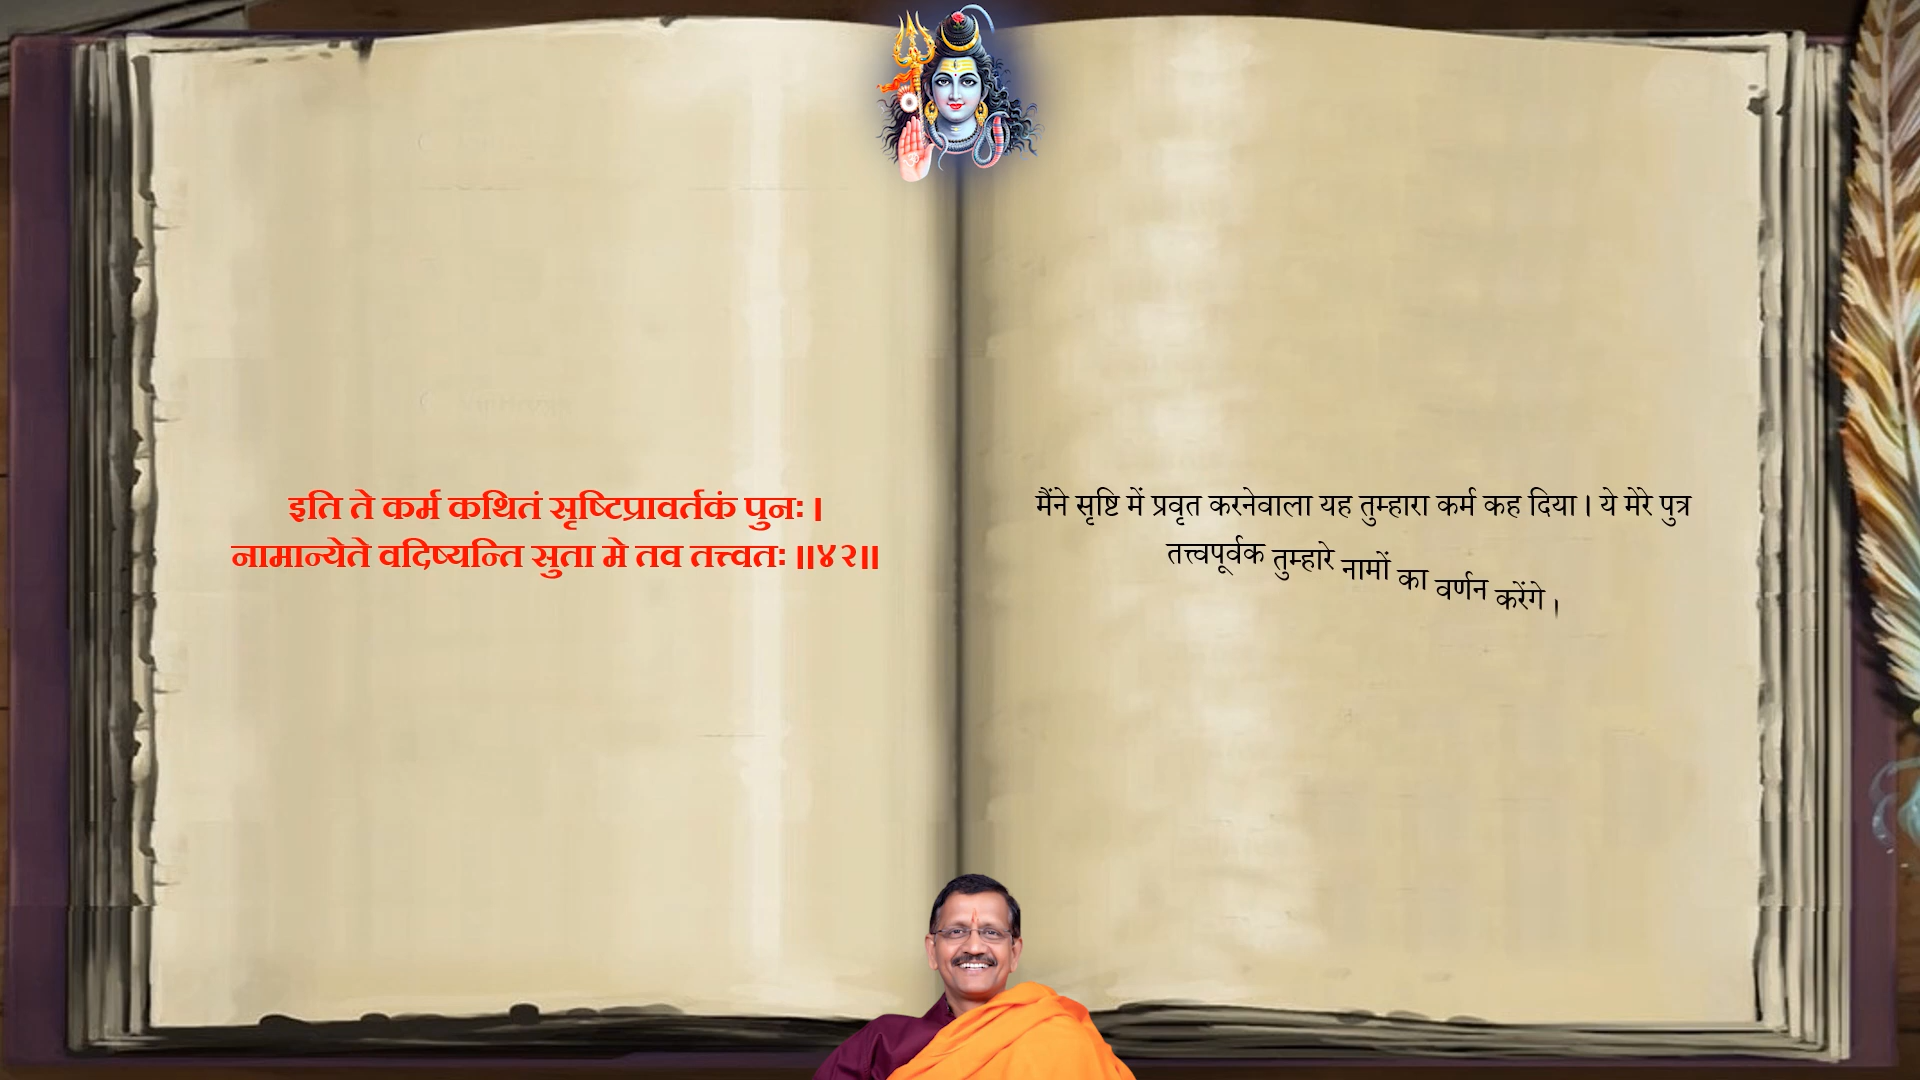 इति ते कर्म कथितं सृष्टिप्रावर्तकं पुनः ।
नामान्येते वदिष्यन्ति सुता मे तव तत्त्वतः ॥४२॥
मैंने सृष्टि में प्रवृत करनेवाला यह तुम्हारा कर्म कह दिया । ये मेरे पुत्र
तत्त्वपूर्वक तुम्हारे नामों का वर्णन करेंगे ।